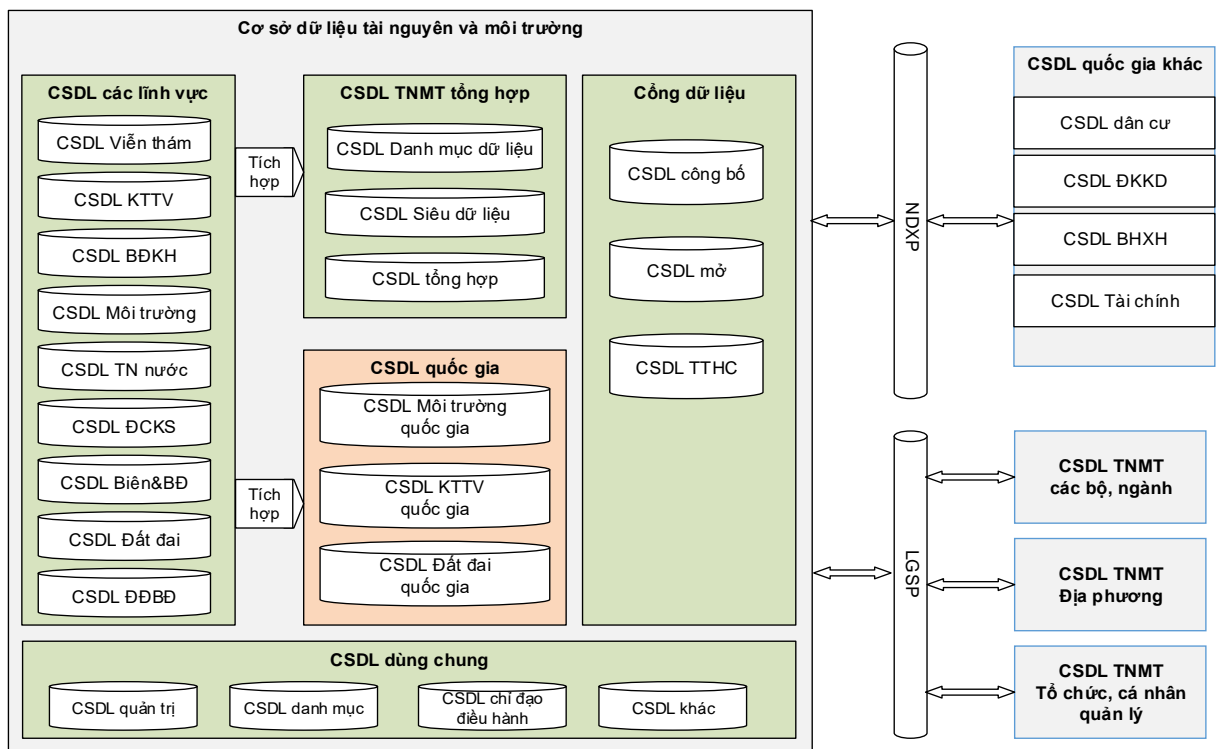 Cơ sở dữ liệu tài nguyên và môi trường
CSDL các lĩnh vực
CSDL Viễn thám
CSDL KTTV
CSDL BĐKH
CSDL Môi trường
CSDL TN nước
CSDL ĐCKS
CSDL Biên&BĐ
CSDL Đất đai
CSDL ĐĐBĐ
Tích
hợp
Tích
hợp
CSDL TNMT tổng hợp
CSDL Danh mục dữ liệu
CSDL Siêu dữ liệu
CSDL tổng hợp
CSDL quốc gia
CSDL Môi trường
quốc gia
CSDL KTTV
quốc gia
CSDL Đất đai
quốc gia
Cổng dữ liệu
CSDL công bố
CSDL mở
CSDL TTHC
CSDL dùng chung
CSDL quản trị
CSDL danh mục
CSDL chỉ đạo
điều hành
CSDL khác
NDXP
LGSP
CSDL quốc gia khác
CSDL dân cư
CSDL ĐKKD
CSDL BHXH
CSDL Tài chính
CSDL TNMT
các bộ, ngành
CSDL TNMT
Địa phương
CSDL TNMT
Tổ chức, cá nhân
quản lý